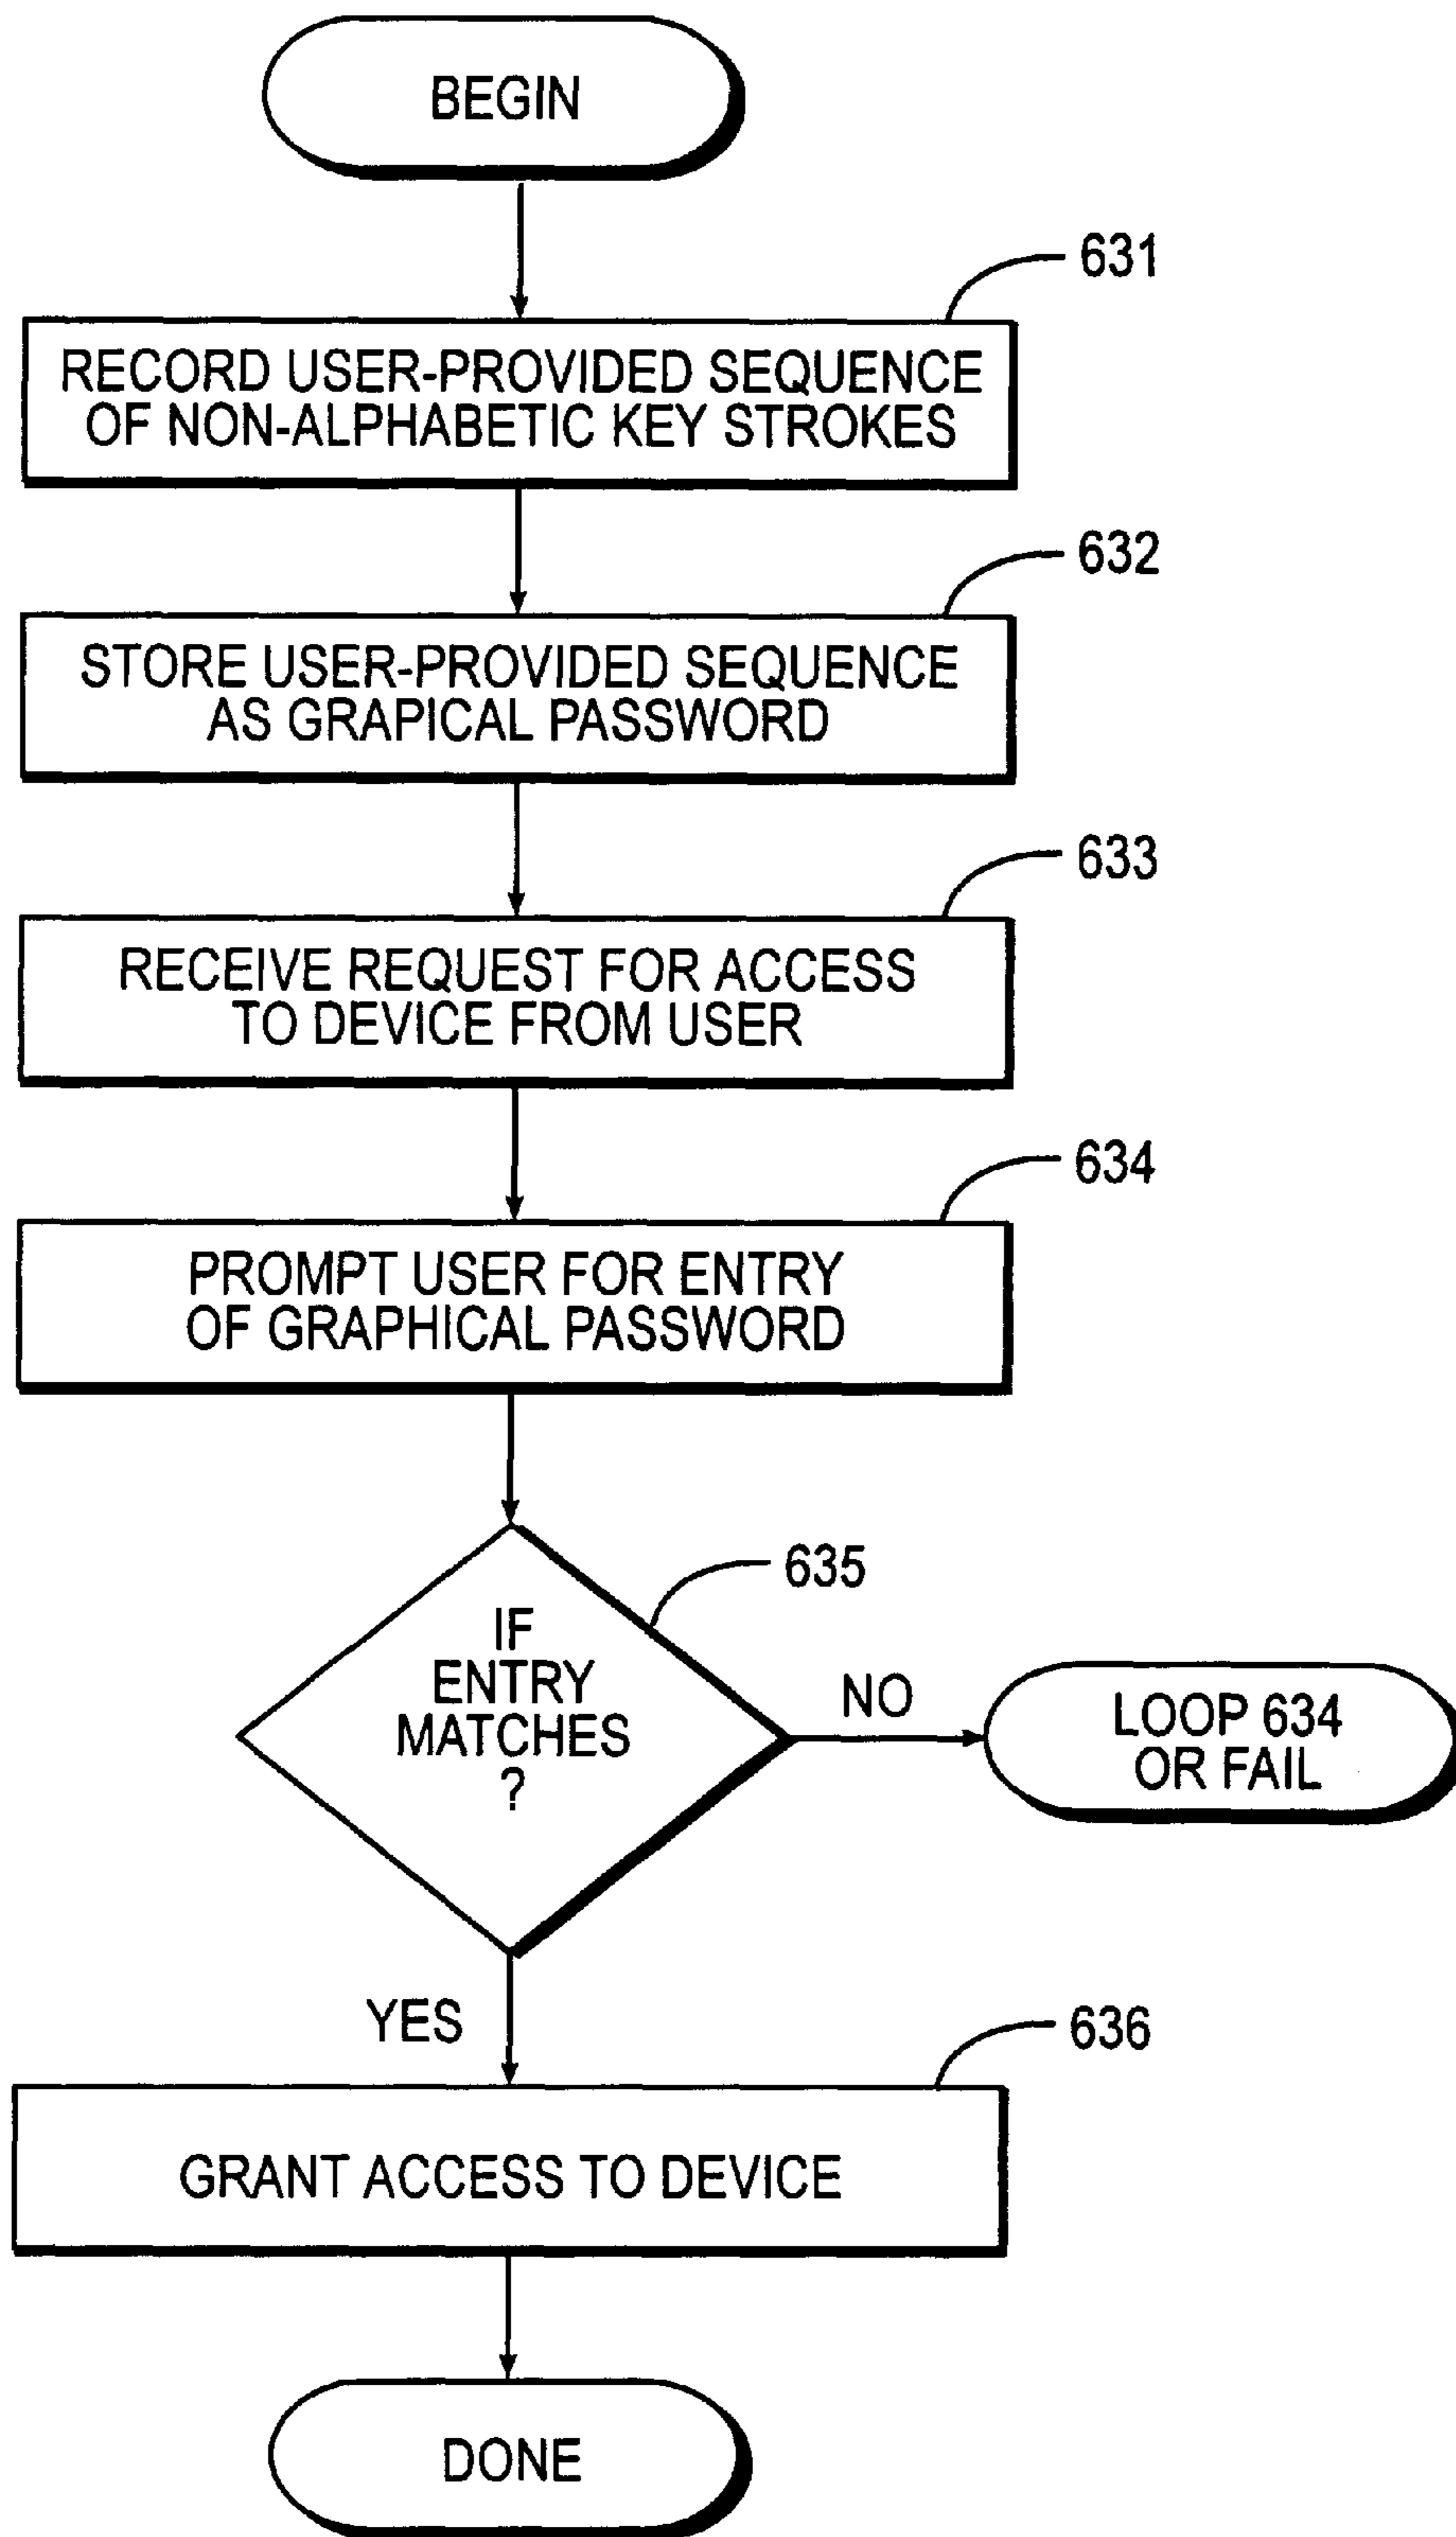 BEGIN
631
RECORD USER-PROVIDED SEQUENCE
OF NON-ALPHABETIC KEY STROKES
632
STORE USER-PROVIDED SEQUENCE
AS GRAPICAL PASSWORD
633
RECEIVE REQUEST FOR ACCESS
TO DEVICE FROM USER
634
PROMPT USER FOR ENTRY
OF GRAPHICAL PASSWORD
635
IF
ENTRY
MATCHES
?
NO
LOOP 634
OR FAIL
YES
636
GRANT ACCESS TO DEVICE
DONE